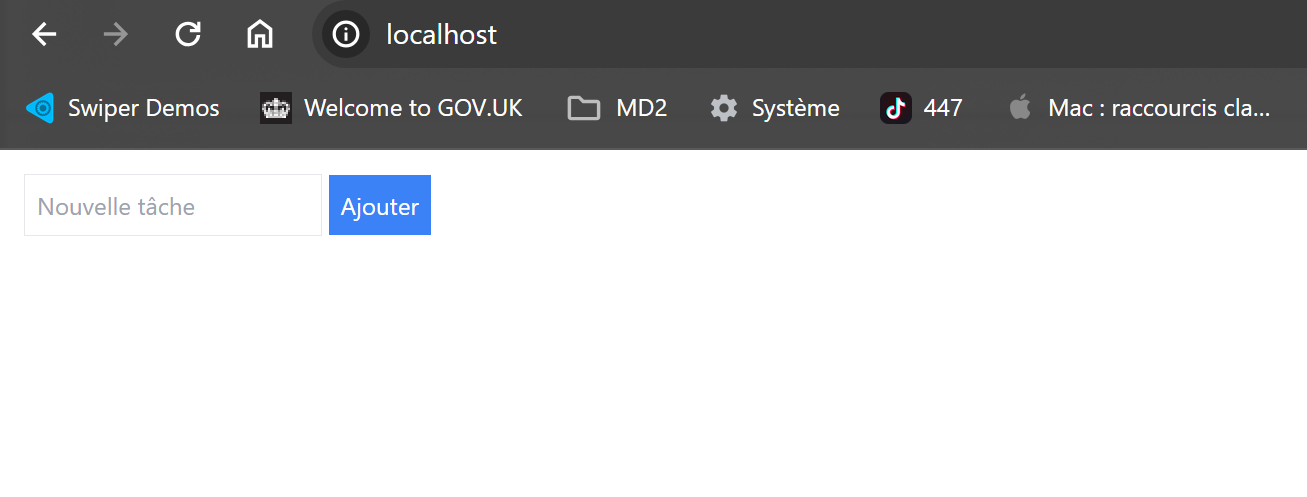 localhost
Swiper Demos Welcome to GOV.UK MD2 Système 447 Mac : raccourcis cla...
Nouvelle tâche Ajouter